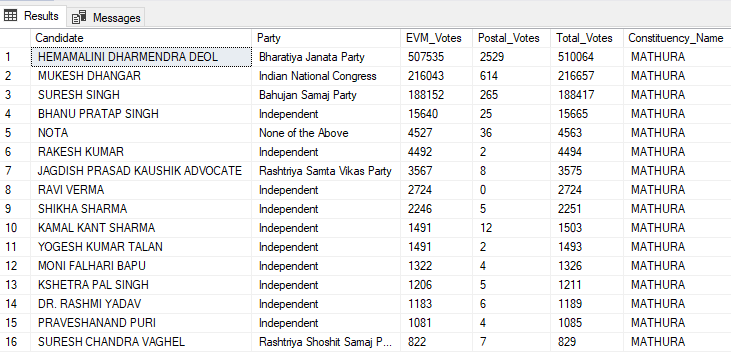 Results Messages
Candidate Party EVM_Votes Postal_Votes Total_Votes Constituency_Name
1 HEMAMALINI DHARMENDRA DEOL Bharatiya Janata Party 507535 2529 510064 MATHURA
2 MUKESH DHANGAR Indian National Congress 216043 614 216657 MATHURA
3 SURESH SINGH Bahujan Samaj Party 188152 265 188417 MATHURA
4 BHANU PRATAP SINGH Independent 15640 25 15665 MATHURA
5 NOTA None of the Above 4527 36 4563 MATHURA
6 RAKESH KUMAR Independent 4492 2 4494 MATHURA
7 JAGDISH PRASAD KAUSHIK ADVOCATE Rashtriya Samta Vikas Party 3567 8 3575 MATHURA
8 RAVI VERMA Independent 2724 0 2724 MATHURA
9 SHIKHA SHARMA Independent 2246 5 2251 MATHURA
10 KAMAL KANT SHARMA Independent 1491 12 1503 MATHURA
11 YOGESH KUMAR TALAN Independent 1491 2 1493 MATHURA
12 MONI FALHARI BAPU Independent 1322 4 1326 MATHURA
13 KSHETRA PAL SINGH Independent 1206 5 1211 MATHURA
14 DR. RASHMI YADAV Independent 1183 6 1189 MATHURA
15 PRAVESHANAND PURI Independent 1081 4 1085 MATHURA
16 SURESH CHANDRA VAGHEL Rashtriya Shoshit Samaj P... 822 7 829 MATHURA